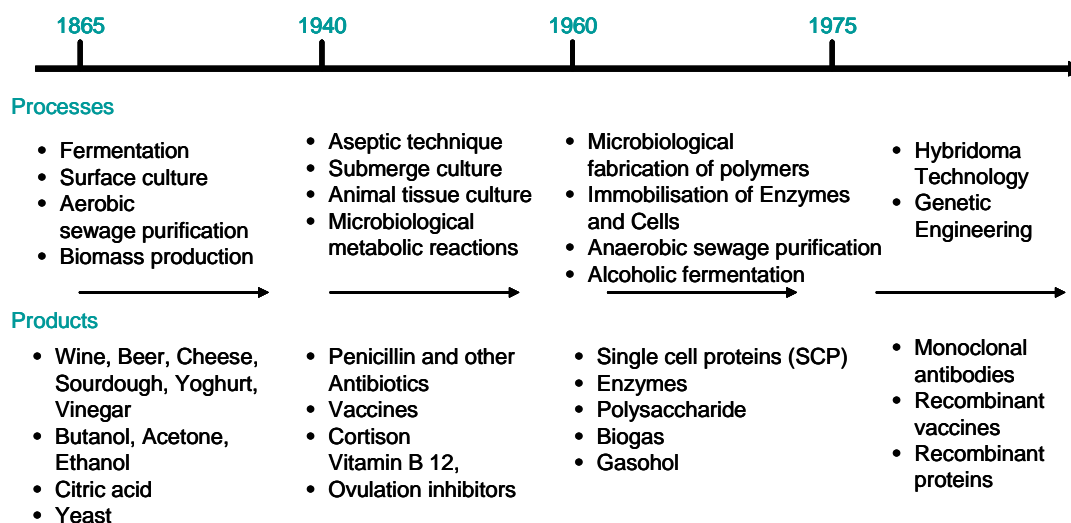 1865 1940 1960 1975
Processes
• Fermentation
• Surface culture
• Aerobic
sewage purification
• Biomass production
• Aseptic technique
• Submerge culture
• Animal tissue culture
• Microbiological
metabolic reactions
• Microbiological
fabrication of polymers
• Immobilisation of Enzymes
and Cells
• Anaerobic sewage purification
• Alcoholic fermentation
• Hybridoma
Technology
• Genetic
Engineering
Products
• Wine, Beer, Cheese,
Sourdough, Yoghurt,
Vinegar
• Butanol, Acetone,
Ethanol
• Citric acid
• Yeast
• Penicillin and other
Antibiotics
• Vaccines
• Cortison
Vitamin B 12,
• Ovulation inhibitors
• Single cell proteins (SCP)
• Enzymes
• Polysaccharide
• Biogas
• Gasohol
• Monoclonal
antibodies
• Recombinant
vaccines
• Recombinant
proteins